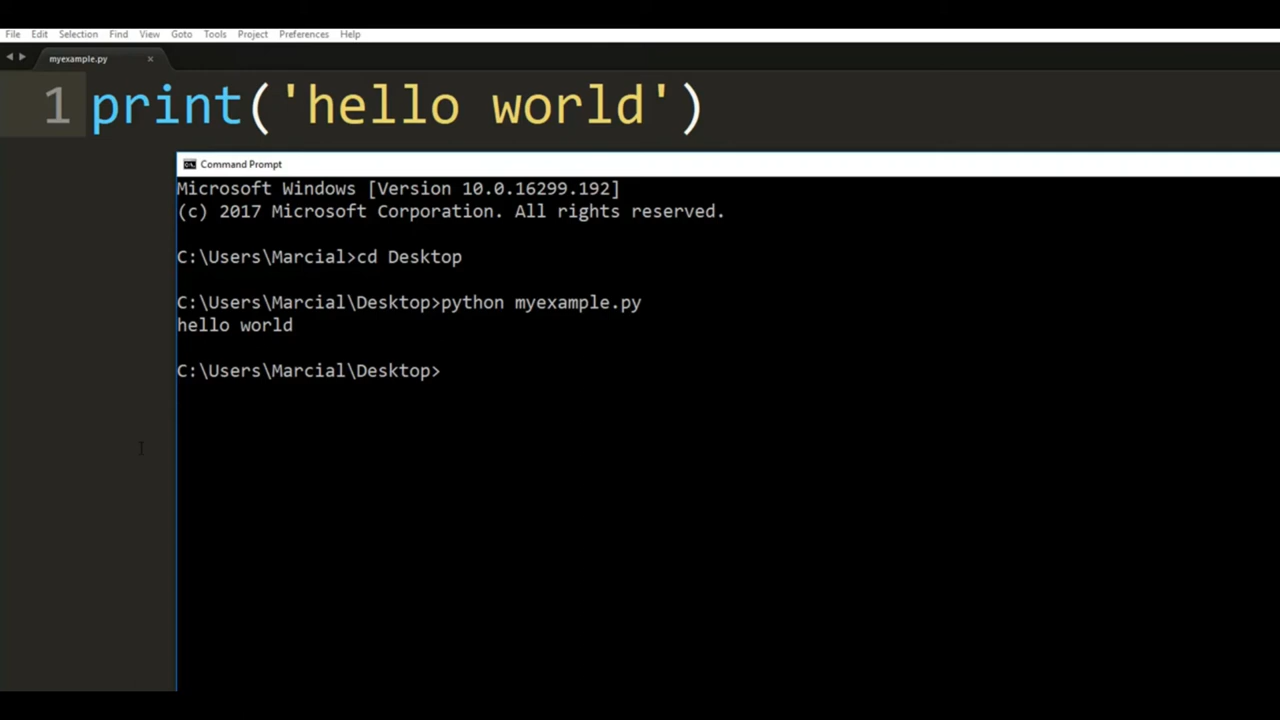 File Edit Selection Find View Goto Tools Project Preferences Help
myexample.py
1 print('hello world')
Command Prompt
Microsoft Windows [Version 10.0.16299.192]
(c) 2017 Microsoft Corporation. All rights reserved.
C:\Users\Marcial>cd Desktop
C:\Users\Marcial\Desktop>python myexample.py
hello world
C:\Users\Marcial\Desktop>